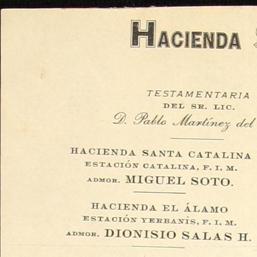 HACIENDA
TESTAMENTARIA
DEL SR. LIC.
D. Pablo Martínez del
HACIENDA SANTA CATALINA
ESTACIÓN CATALINA, F. I. M.
ADMOR. MIGUEL SOTO.
HACIENDA EL ÁLAMO
ESTACIÓN YERBANÍS, F. I. M.
ADMOR. DIONISIO SALAS H.